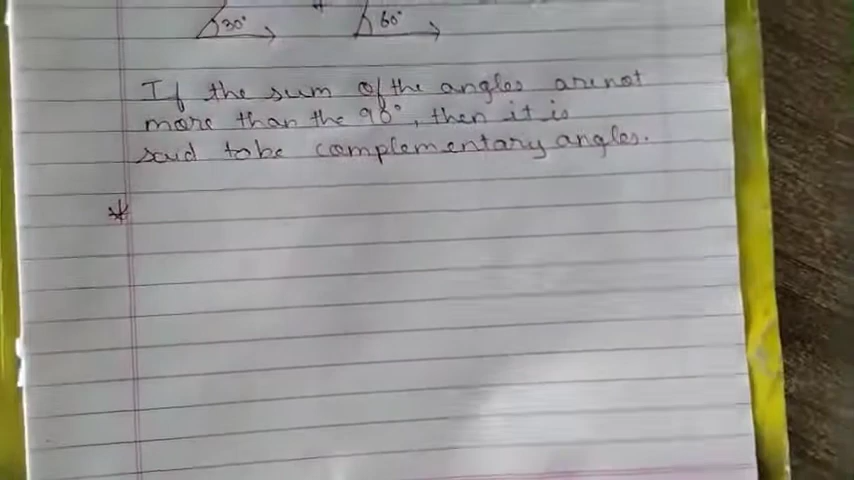 30° + 60°
If the sum of the angles are not
more than the 90°, then it is
said to be complementary angles.
*